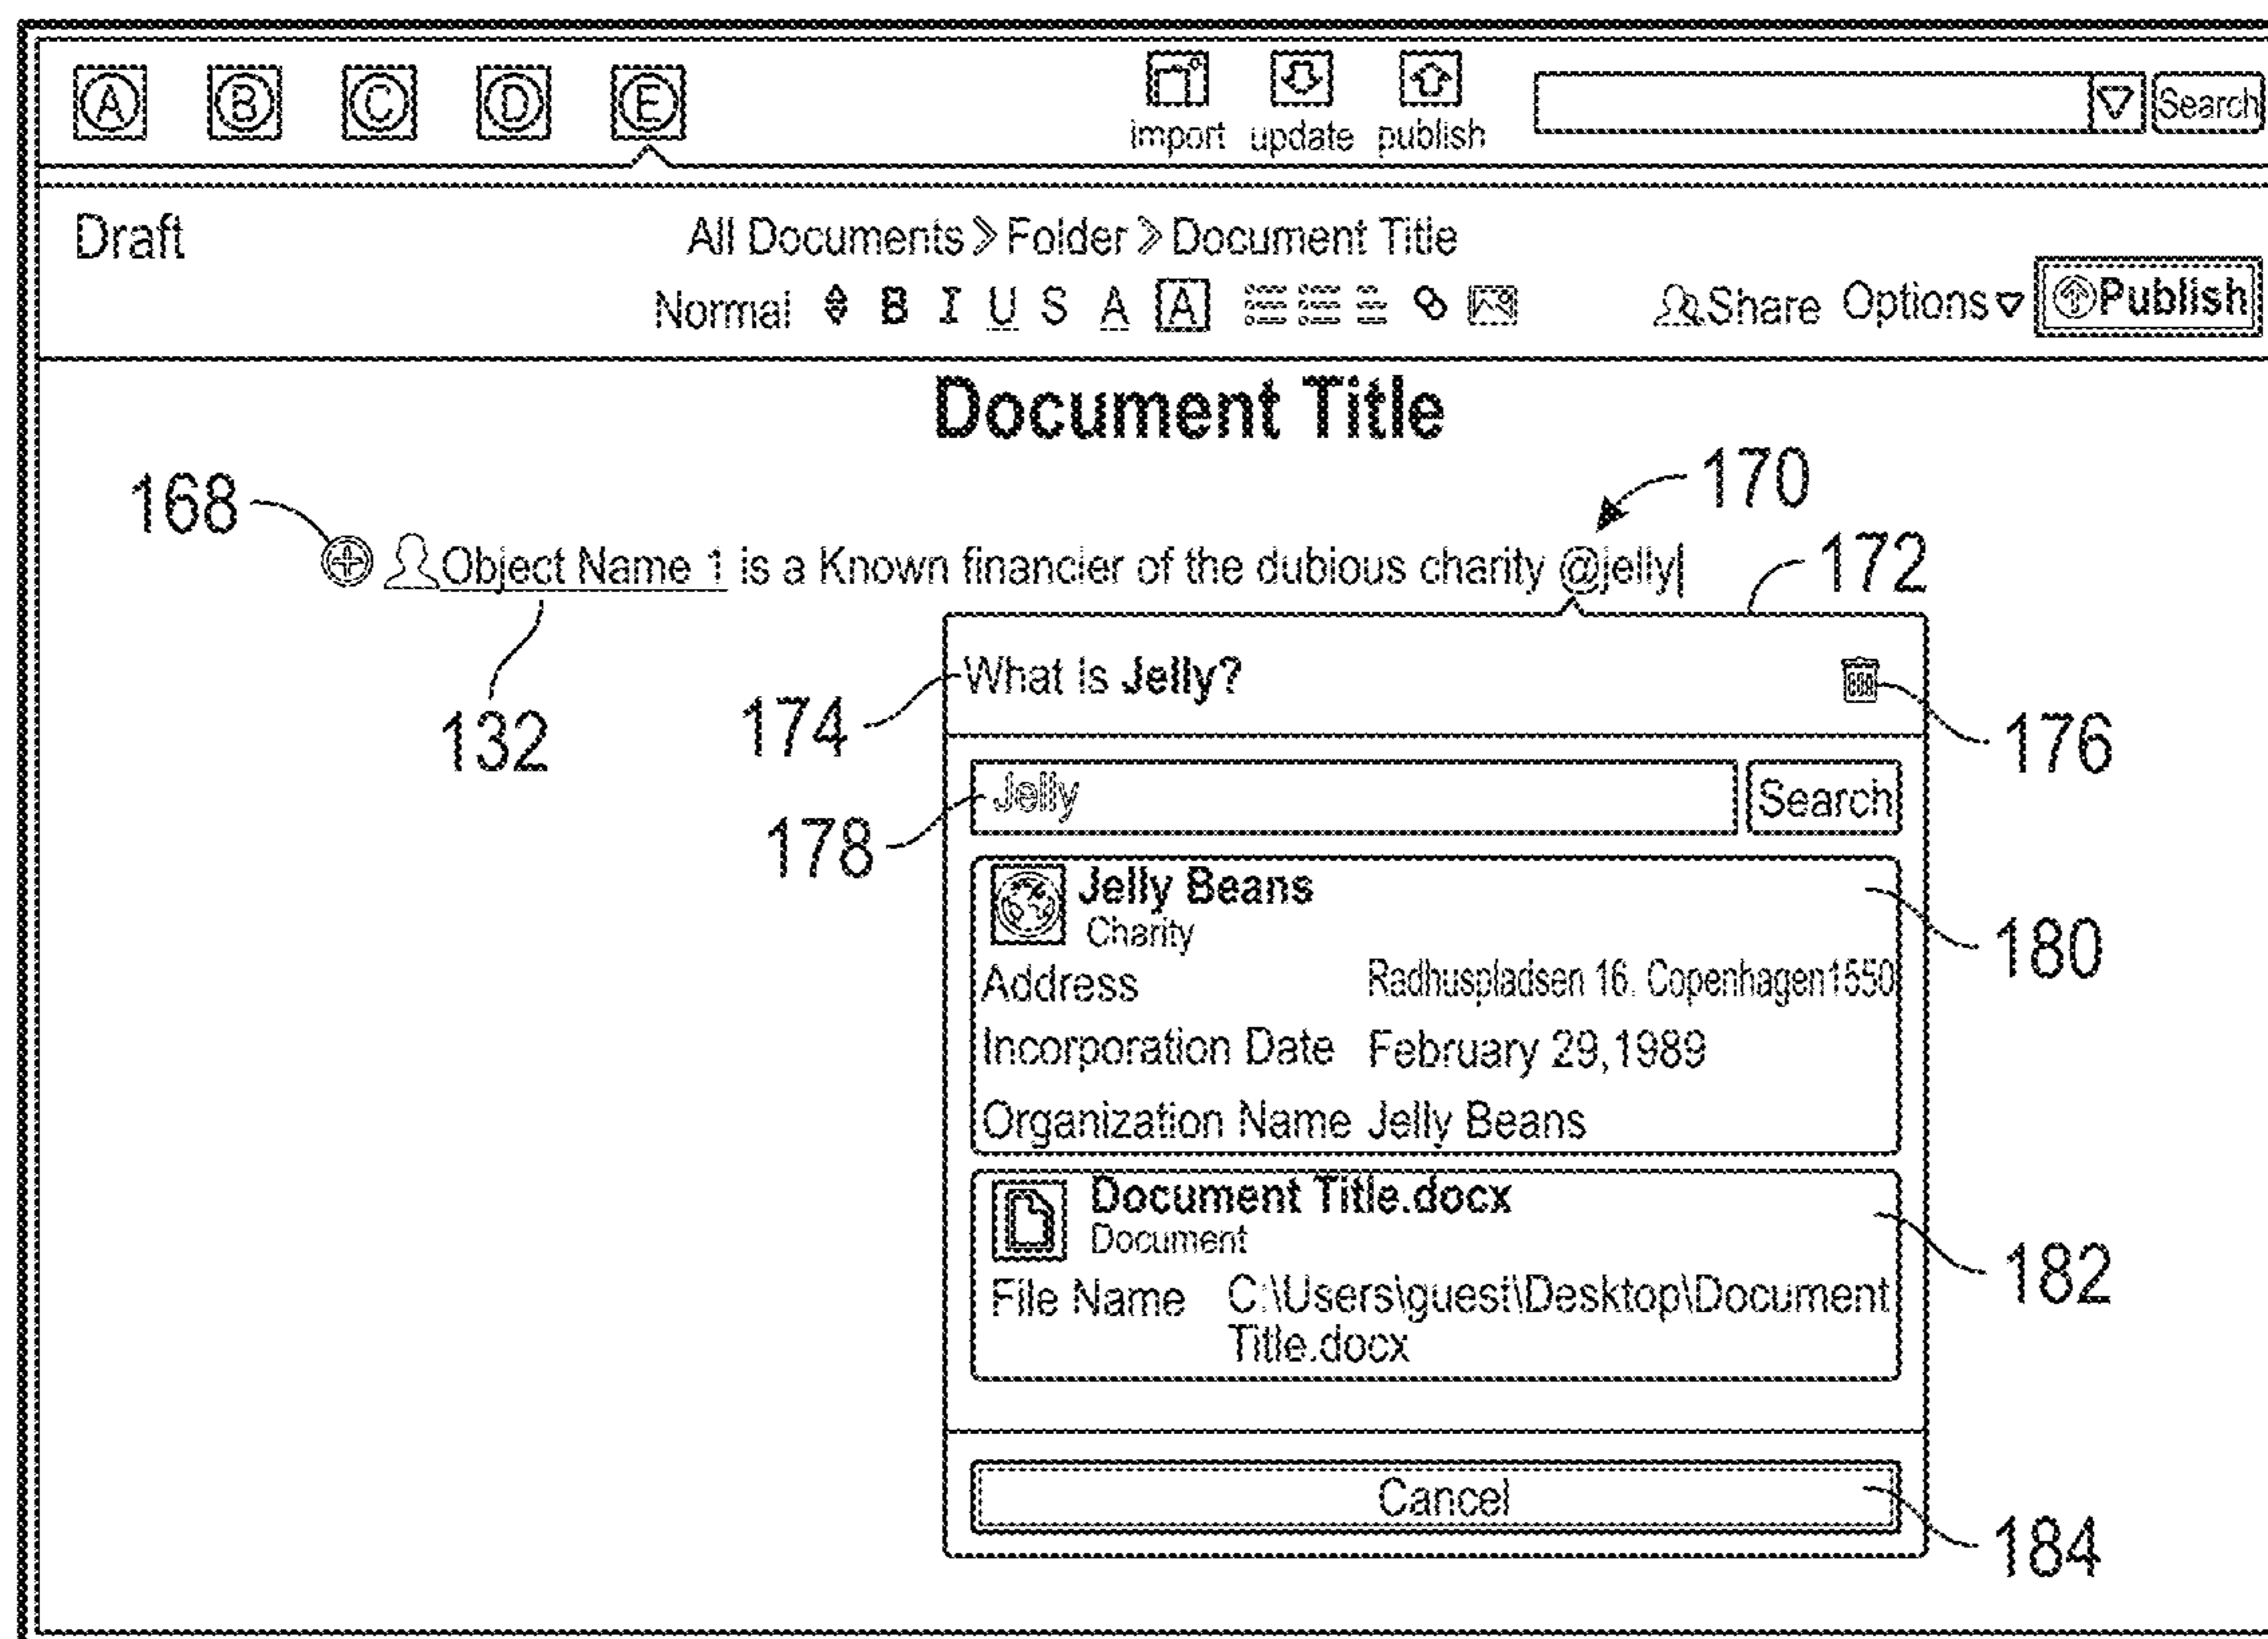 A B C D E
import update publish Search
Draft
All Documents > Folder > Document Title
Normal B I U S A A Share Options Publish
Document Title
168
170
Object Name 1 is a Known financier of the dubious charity @jelly
172
132
What is Jelly?
174
176
Jelly Search
178
Jelly Beans
Charity
180
Address Radhuspladsen 16. Copenhagen1550
Incorporation Date February 29,1989
Organization Name Jelly Beans
Document Title.docx
Document
182
File Name C:\Users\guest\Desktop\Document
Title.docx
Cancel
184